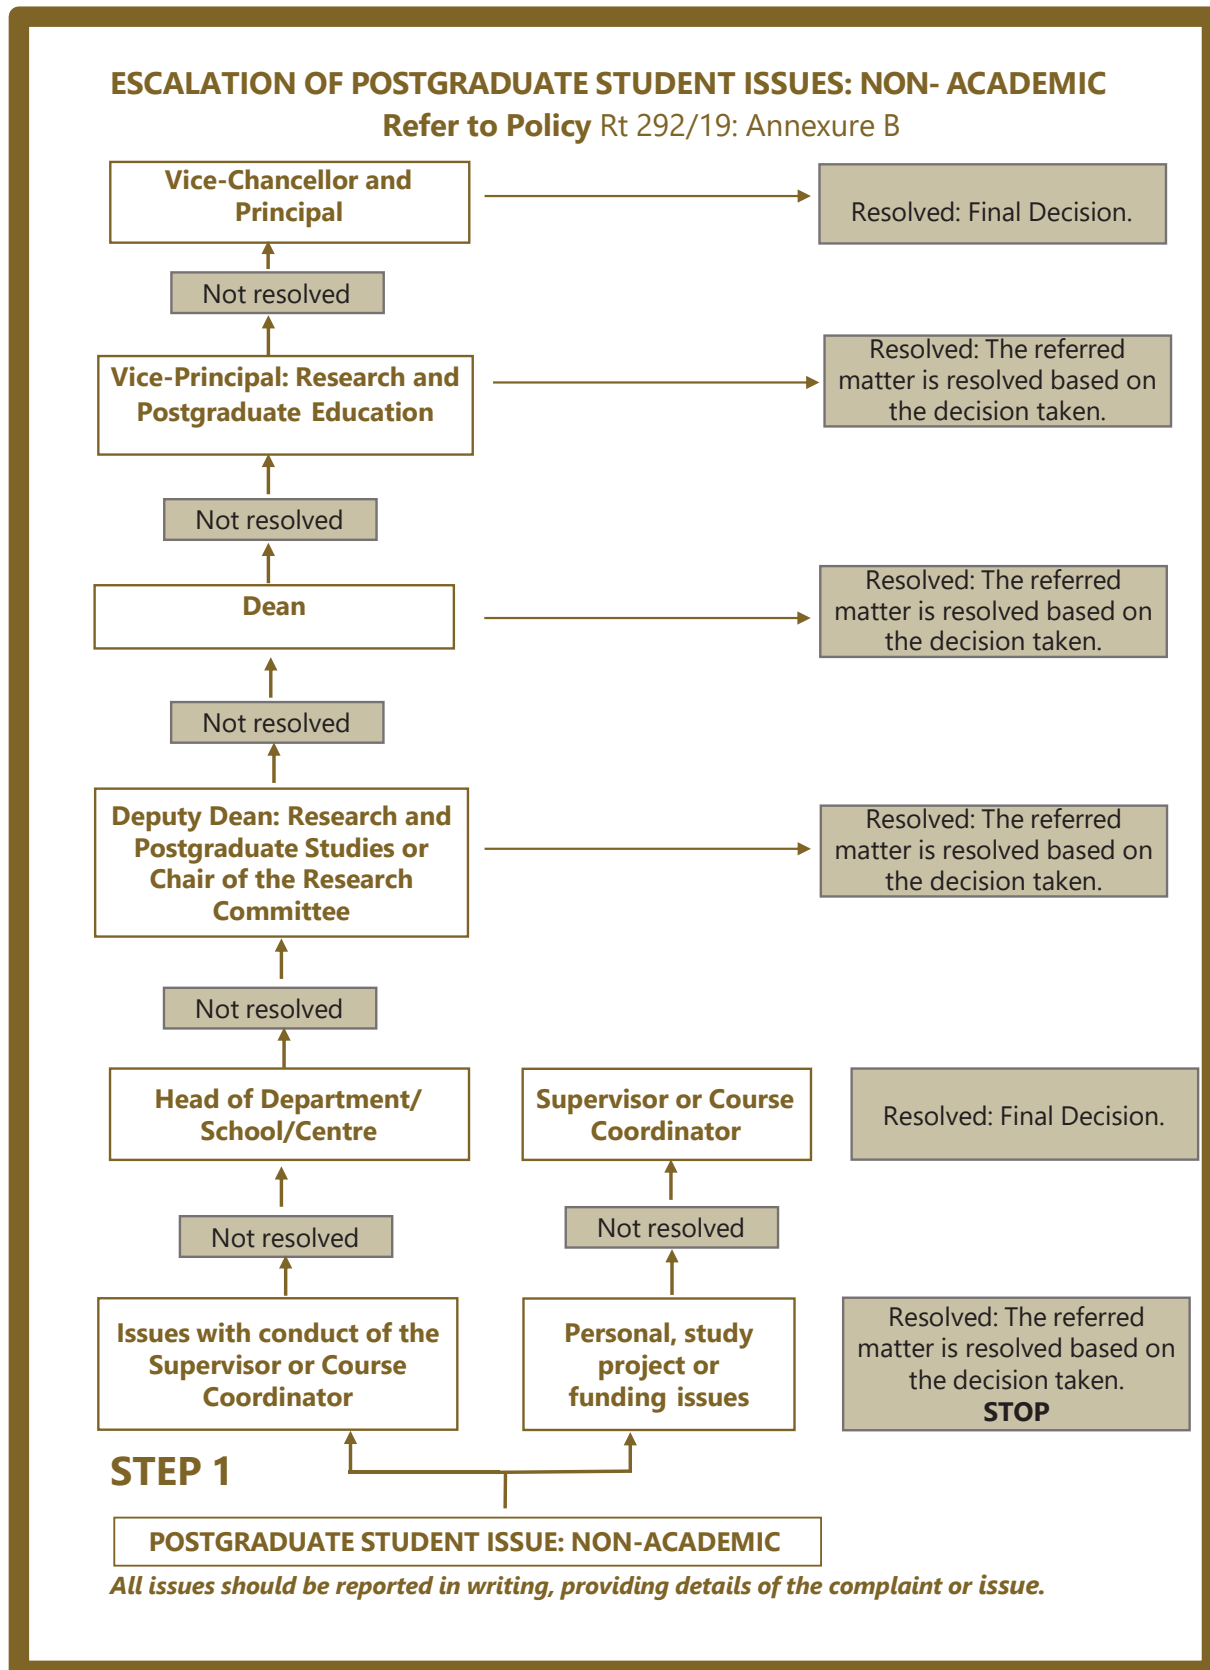 ESCALATION OF POSTGRADUATE STUDENT ISSUES: NON- ACADEMIC
Refer to Policy Rt 292/19: Annexure B
Vice-Chancellor and
Principal
Resolved: Final Decision.
Not resolved
Vice-Principal: Research and
Postgraduate Education
Resolved: The referred
matter is resolved based on
the decision taken.
Not resolved
Dean
Resolved: The referred
matter is resolved based on
the decision taken.
Not resolved
Deputy Dean: Research and
Postgraduate Studies or
Chair of the Research
Committee
Resolved: The referred
matter is resolved based on
the decision taken.
Not resolved
Head of Department/
School/Centre
Supervisor or Course
Coordinator
Resolved: Final Decision.
Not resolved
Not resolved
Issues with conduct of the
Supervisor or Course
Coordinator
Personal, study
project or
funding issues
Resolved: The referred
matter is resolved based on
the decision taken.
STOP
STEP 1
POSTGRADUATE STUDENT ISSUE: NON-ACADEMIC
All issues should be reported in writing, providing details of the complaint or issue.